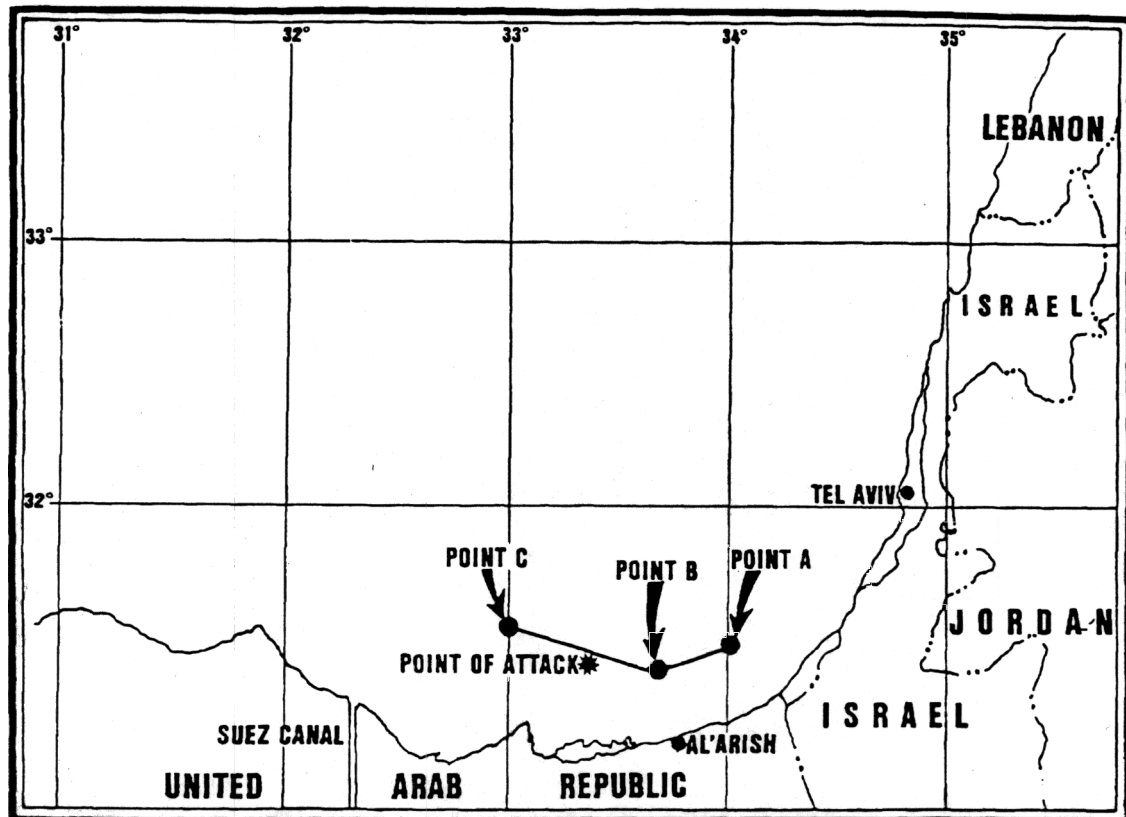 31° 32° 33° 34° 35°
LEBANON
33°
ISRAEL
32°
TEL AVIV
POINT C
POINT B
POINT A
JORDAN
POINT OF ATTACK
ISRAEL
SUEZ CANAL
AL'ARISH
UNITED ARAB REPUBLIC